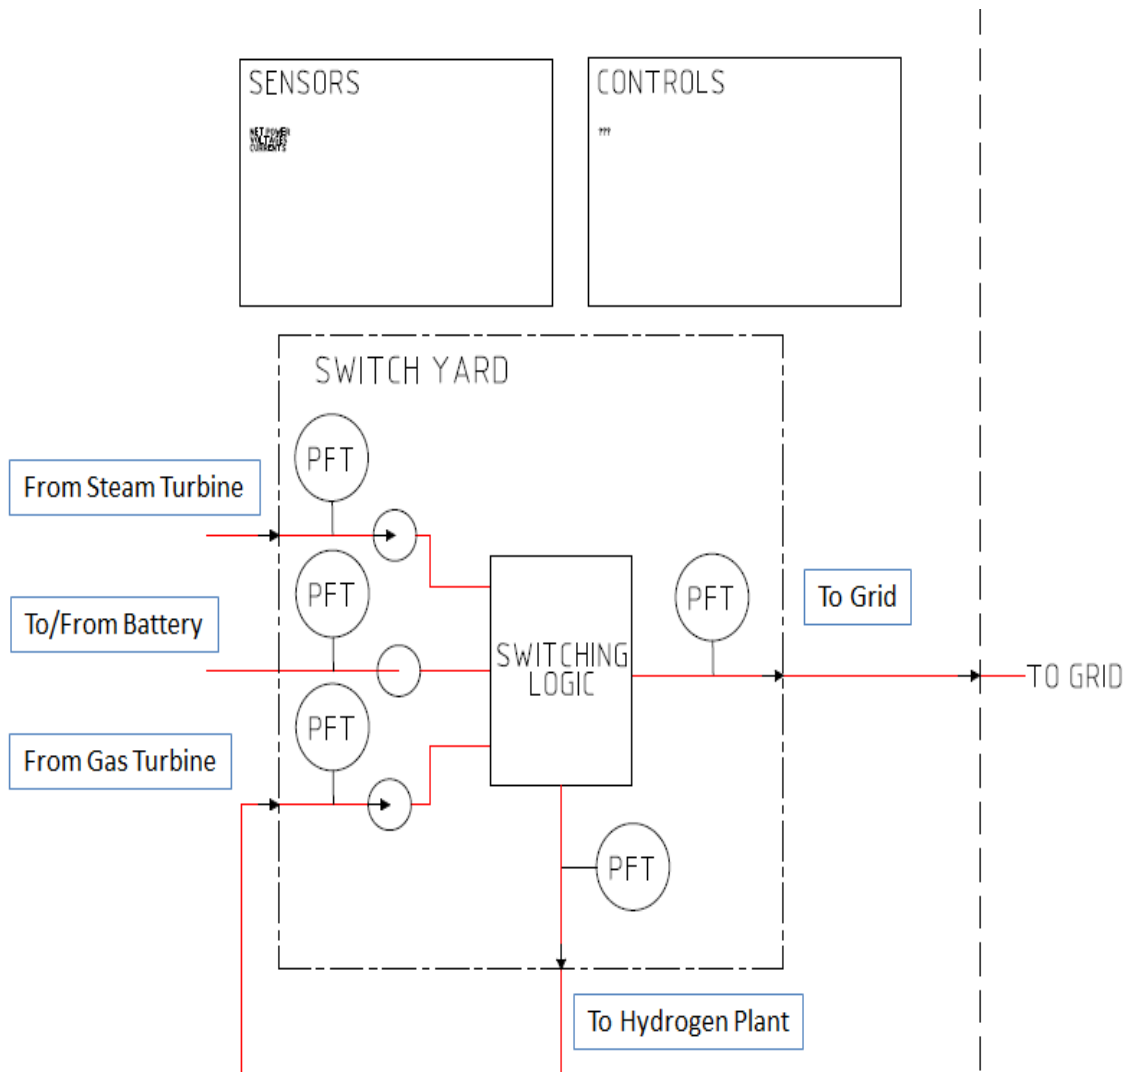 SENSORS
NET POWER
VOLTAGES
CURRENTS
CONTROLS
???
SWITCH YARD
PFT
From Steam Turbine
PFT
To/From Battery
PFT
To Grid
SWITCHING
LOGIC
TO GRID
PFT
From Gas Turbine
PFT
To Hydrogen Plant